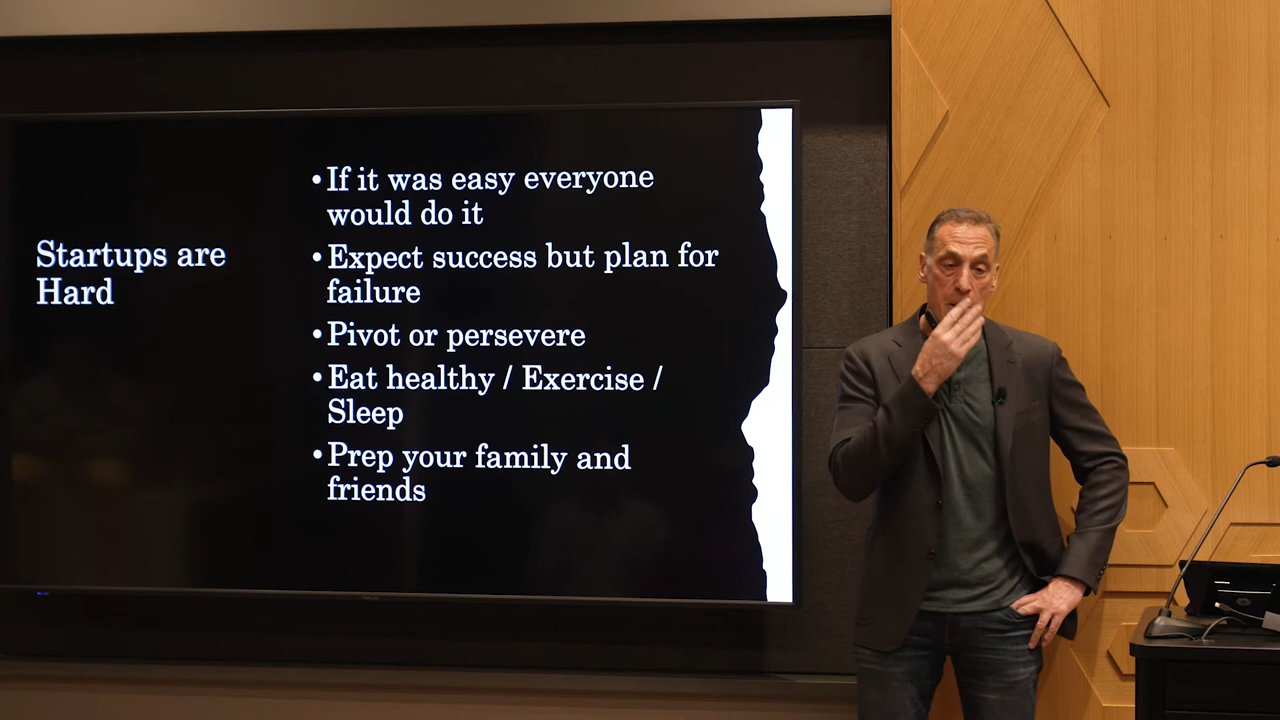 Startups are
Hard
•If it was easy everyone
would do it
•Expect success but plan for
failure
•Pivot or persevere
•Eat healthy / Exercise /
Sleep
•Prep your family and
friends